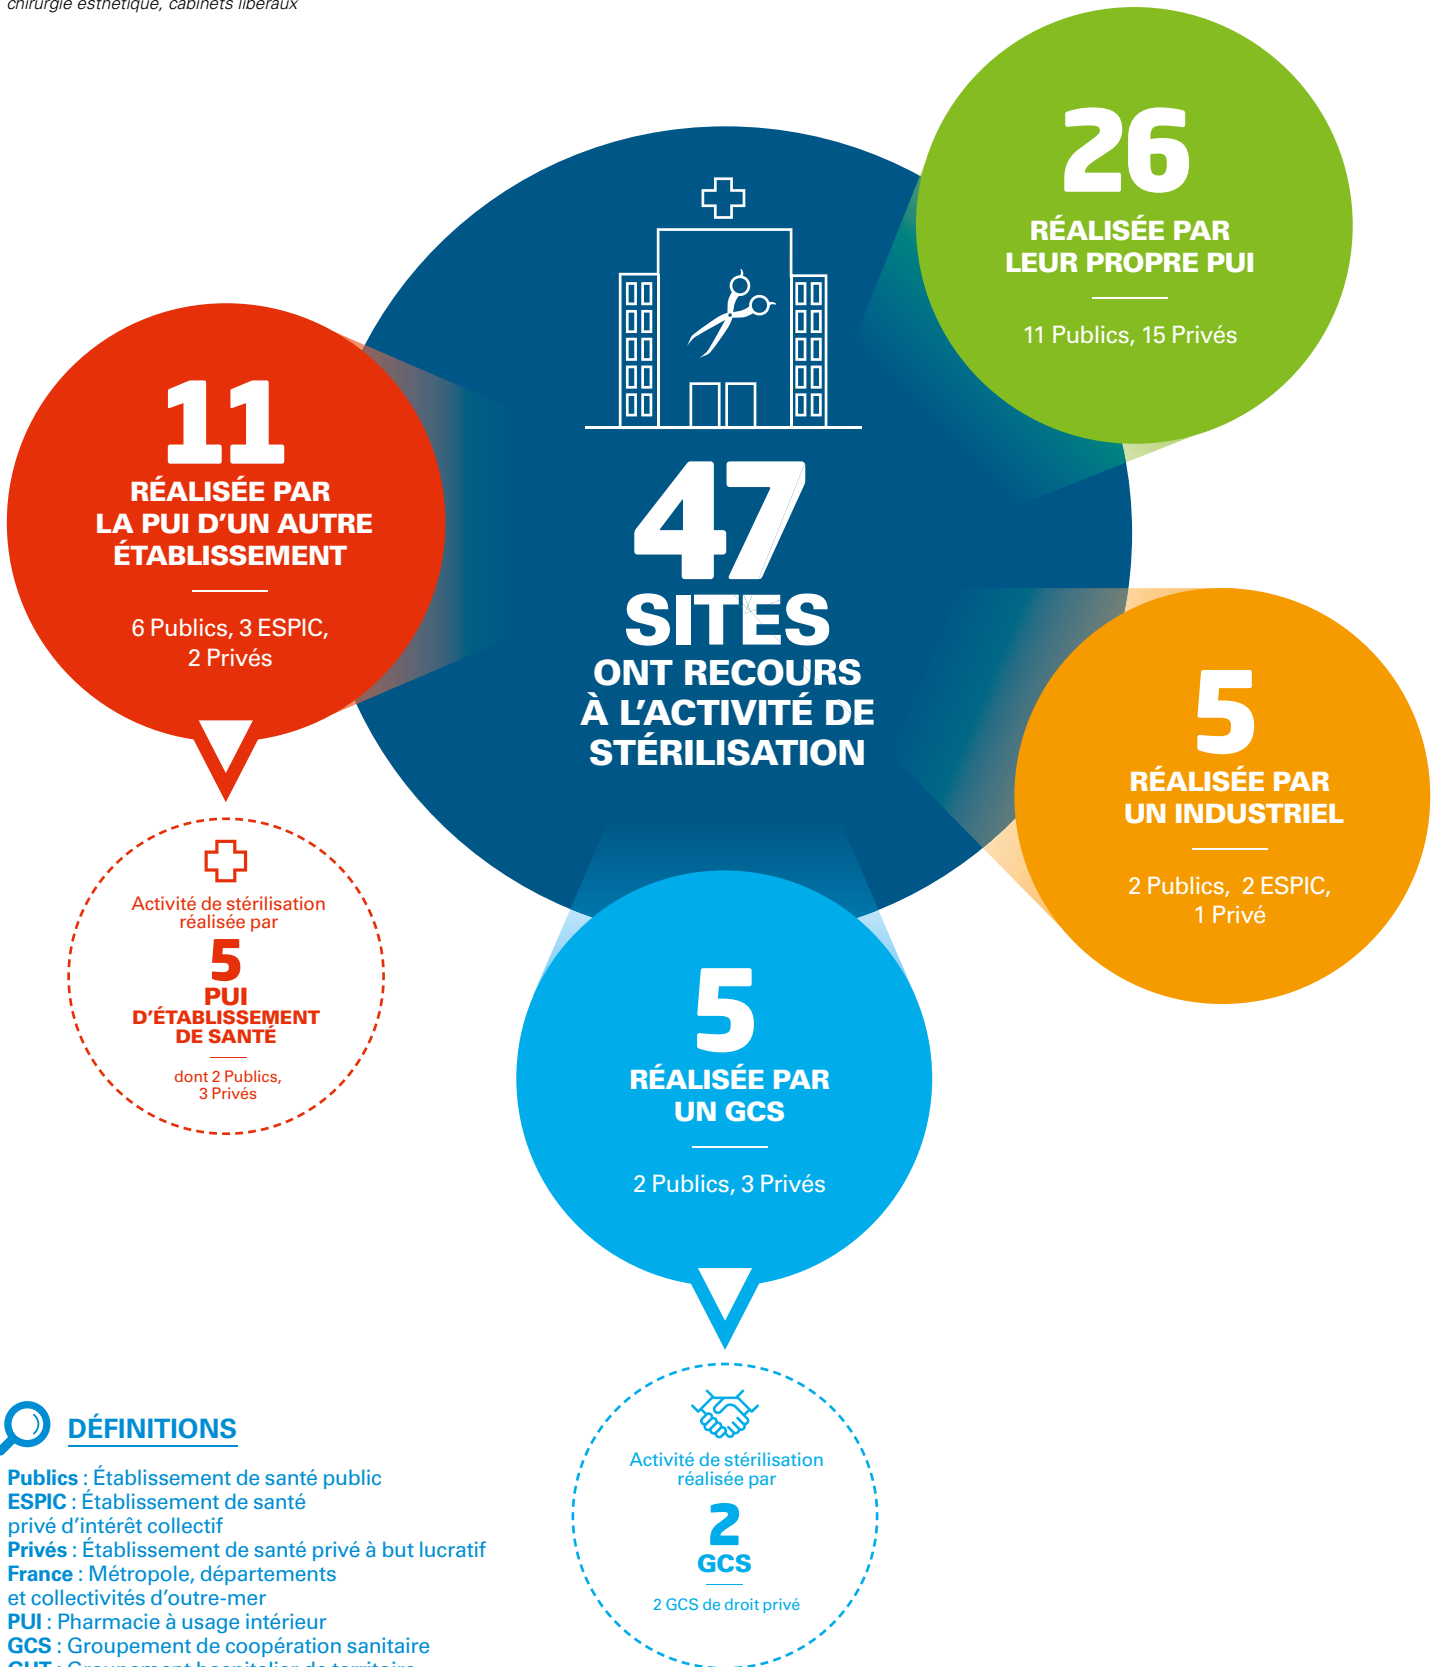 chirurgie esthétique, cabinets libéraux
26
RÉALISÉE PAR
LEUR PROPRE PUI
11 Publics, 15 Privés
11
RÉALISÉE PAR
LA PUI D’UN AUTRE
ÉTABLISSEMENT
6 Publics, 3 ESPIC,
2 Privés
47
SITES
ONT RECOURS
À L’ACTIVITÉ DE
STÉRILISATION
5
RÉALISÉE PAR
UN INDUSTRIEL
2 Publics, 2 ESPIC,
1 Privé
Activité de stérilisation
réalisée par
5
PUI
D’ÉTABLISSEMENT
DE SANTÉ
dont 2 Publics,
3 Privés
5
RÉALISÉE PAR
UN GCS
2 Publics, 3 Privés
Activité de stérilisation
réalisée par
2
GCS
2 GCS de droit privé
DÉFINITIONS
Publics : Établissement de santé public
ESPIC : Établissement de santé
privé d’intérêt collectif
Privés : Établissement de santé privé à but lucratif
France : Métropole, départements
et collectivités d’outre-mer
PUI : Pharmacie à usage intérieur
GCS : Groupement de coopération sanitaire
GHT : Groupement hospitalier de territoire